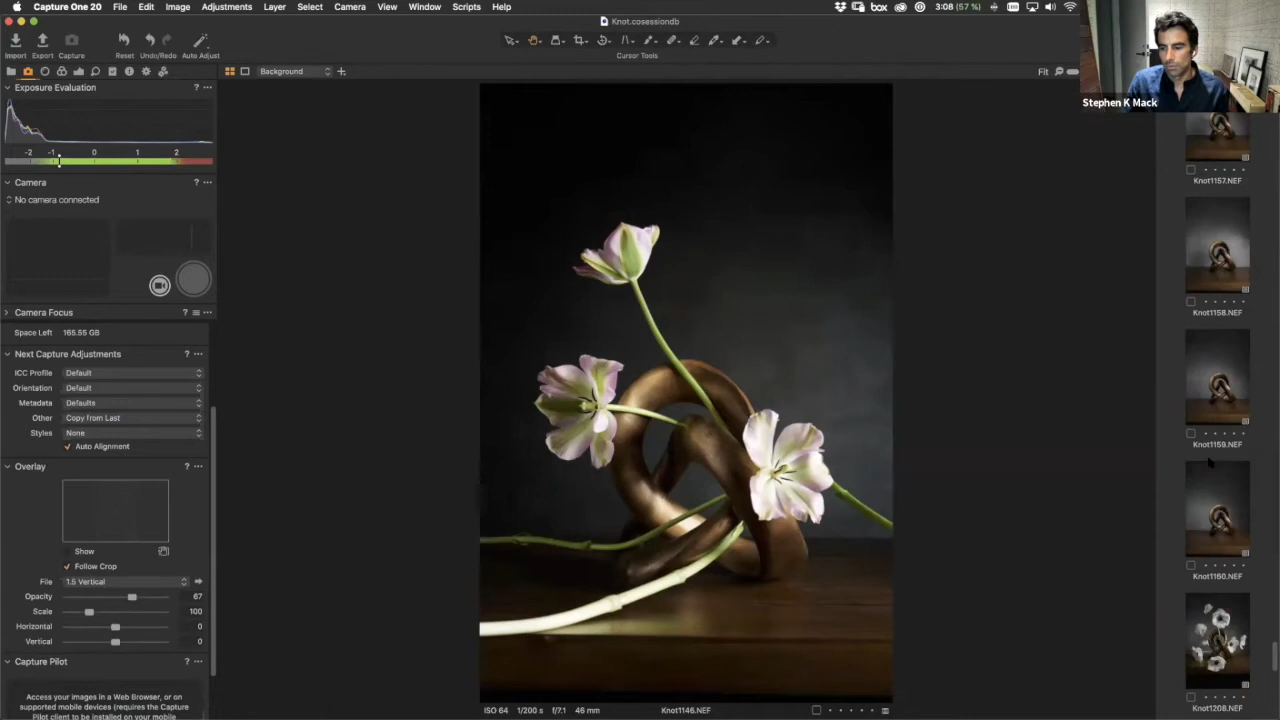 Capture One 20 File Edit Image Adjustments Layer Select Camera View Window Scripts Help
box 3:08 (57 %)
Knot.cosessiondb
Import Export Capture Reset Undo/Redo Auto Adjust
Cursor Tools
Background
Fit
Stephen K Mack
Exposure Evaluation
-2 -1 0 1 2
Camera
No camera connected
Camera Focus
Space Left 165.55 GB
Next Capture Adjustments
ICC Profile Default
Orientation Default
Metadata Defaults
Other Copy from Last
Styles None
Auto Alignment
Overlay
Show
Follow Crop
File 1.5 Vertical
Opacity 67
Scale 100
Horizontal 0
Vertical 0
Capture Pilot
Access your images in a Web Browser, or on
supported mobile devices (requires the Capture
Pilot client to be installed on your mobile
ISO 64 1/200 s f/7.1 46 mm Knot1146.NEF
Knot1157.NEF
Knot1158.NEF
Knot1159.NEF
Knot1160.NEF
Knot1208.NEF